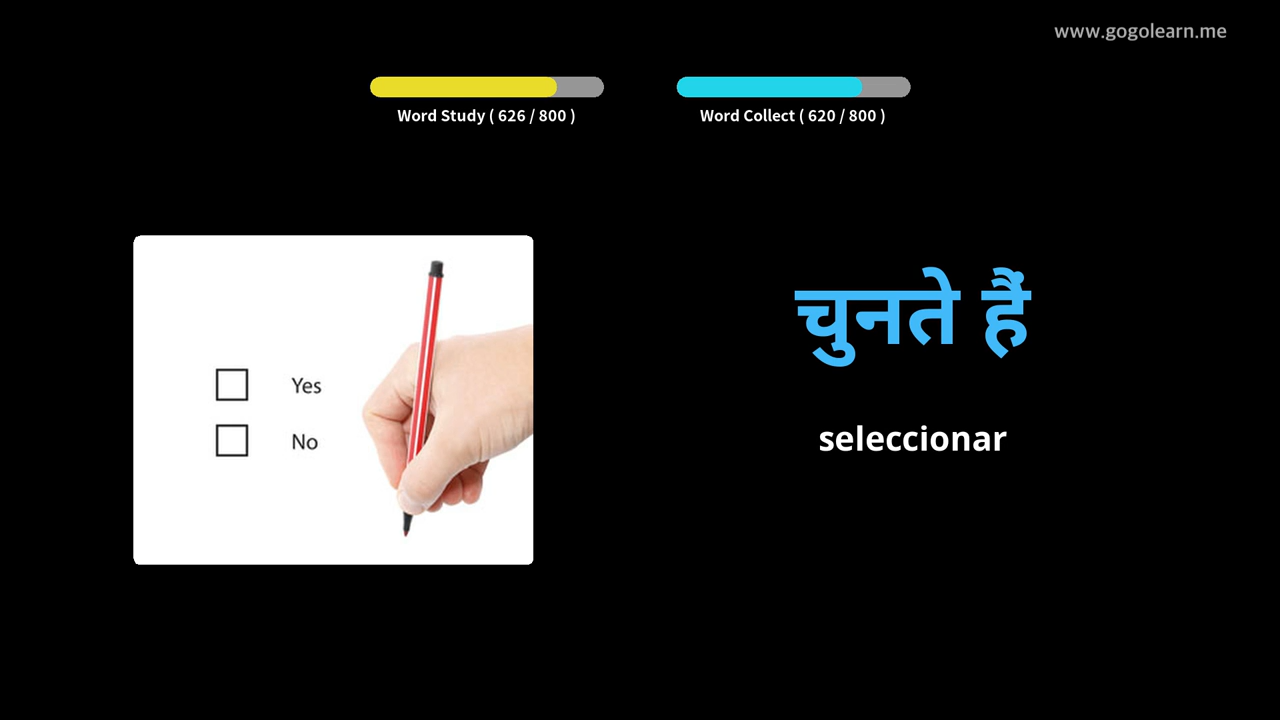 www.gogolearn.me
Word Study ( 626 / 800 )
Word Collect ( 620 / 800 )
Yes
No
चुनते हैं
seleccionar